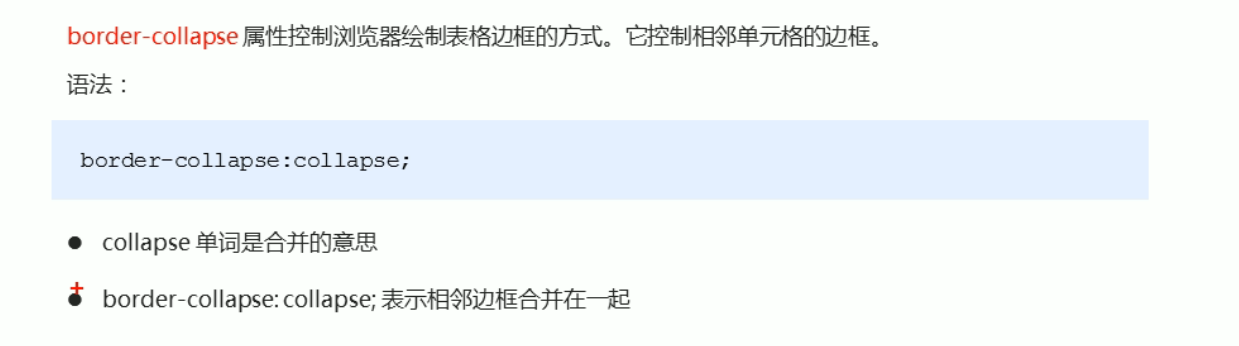 border-collapse 属性控制浏览器绘制表格边框的方式。它控制相邻单元格的边框。
语法：
border-collapse:collapse;
● collapse 单词是合并的意思
● border-collapse: collapse; 表示相邻边框合并在一起